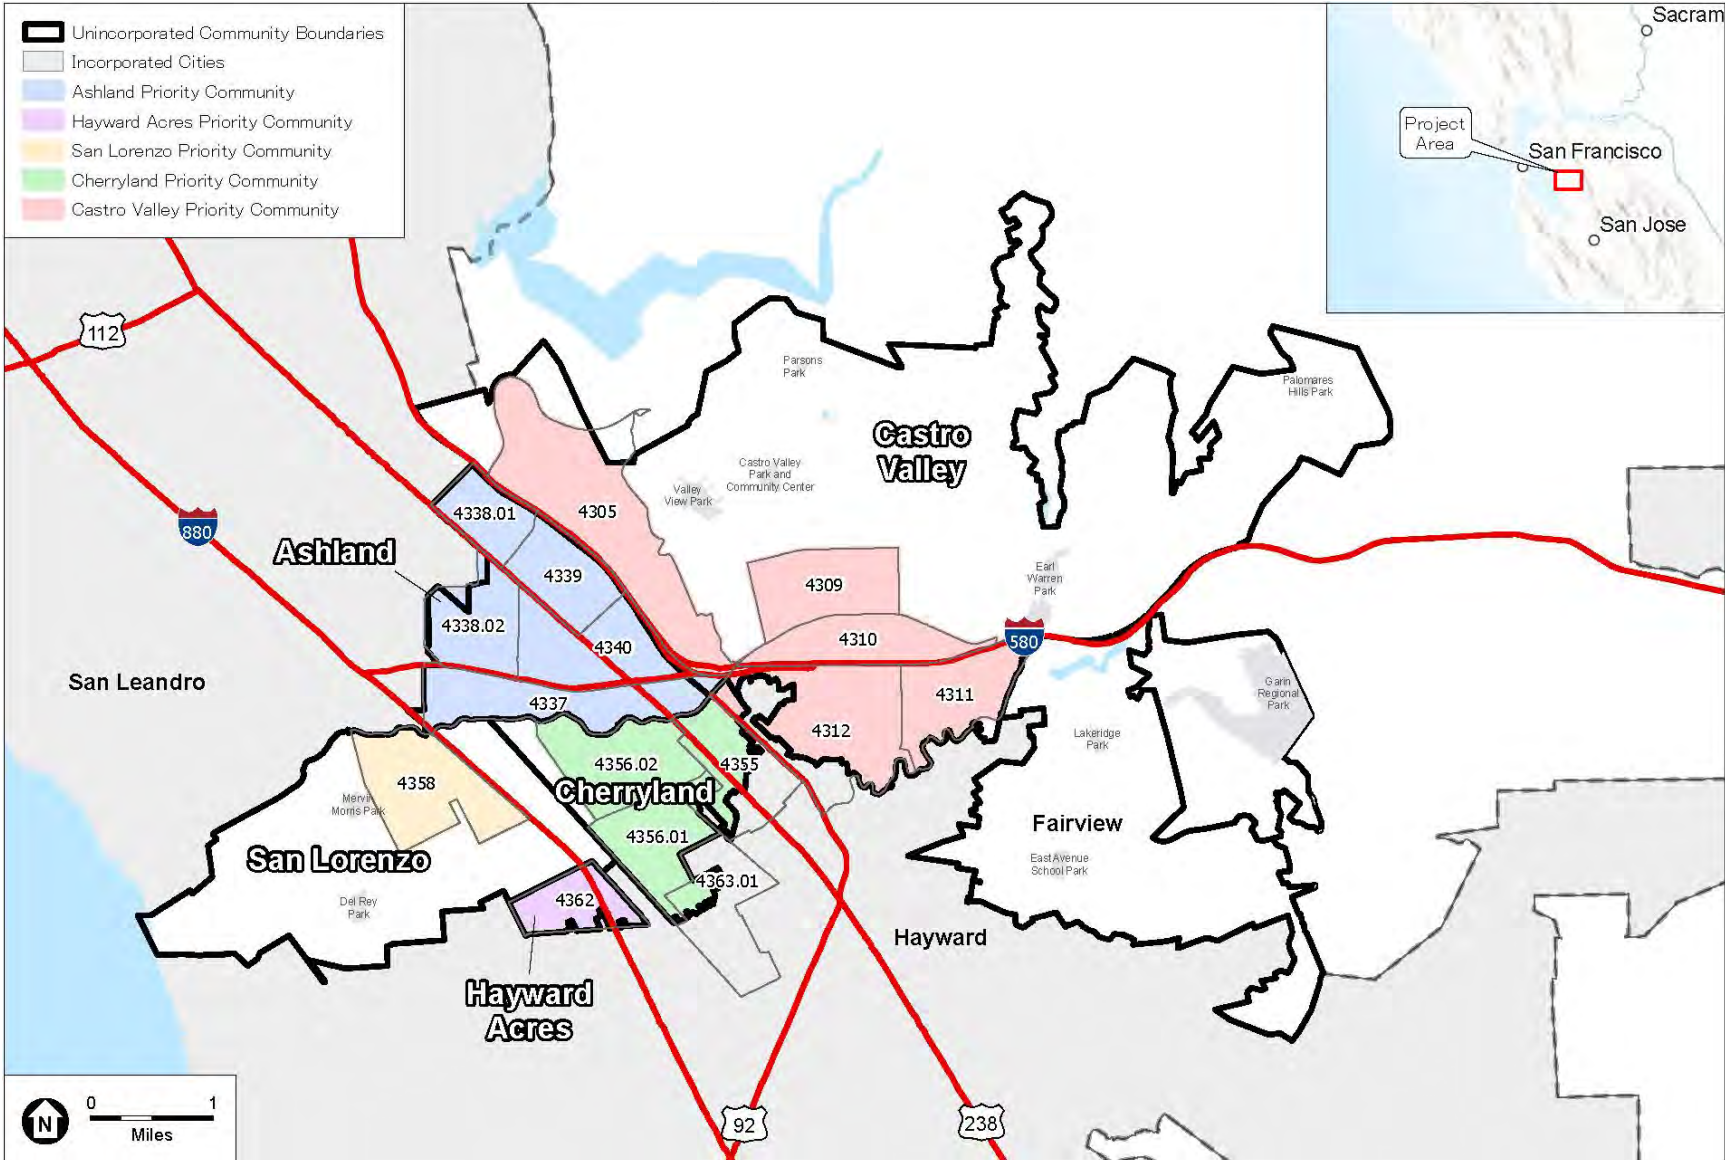 Unincorporated Community Boundaries
Incorporated Cities
Ashland Priority Community
Hayward Acres Priority Community
San Lorenzo Priority Community
Cherryland Priority Community
Castro Valley Priority Community
Sacram
Project
Area
San Francisco
San Jose
112
Parsons
Park
Palomares
Hills Park
Castro
Valley
Castro Valley
Park and
Community Center
Valley
View Park
4338.01
4305
880
Ashland
4339
4309
Earl
Warren
Park
4338.02
4340
4310
580
San Leandro
4337
4311
Garin
Regional
Park
4312
Lakeridge
Park
4356.02
4355
4358
Cherryland
Mervin
Morris Park
4356.01
Fairview
San Lorenzo
East Avenue
School Park
4363.01
4362
Del Rey
Park
Hayward
Hayward
Acres
N
0 1
Miles
92
238